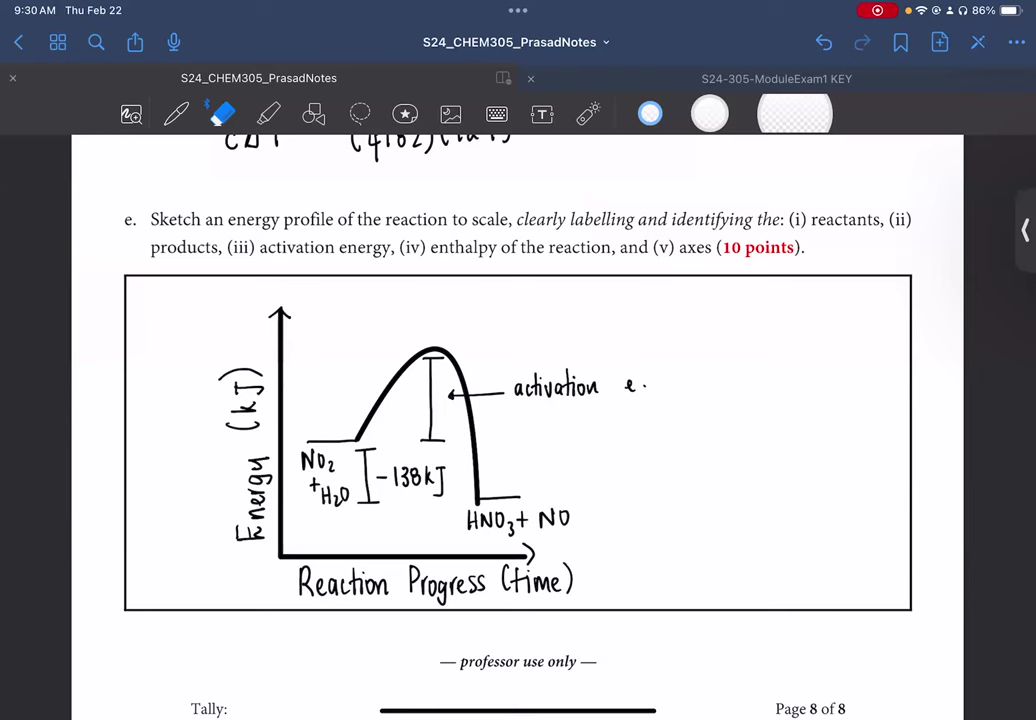 9:30 AM Thu Feb 22
86%
S24_CHEM305_PrasadNotes
S24_CHEM305_PrasadNotes
S24-305-ModuleExam1 KEY
e. Sketch an energy profile of the reaction to scale, clearly labelling and identifying the: (i) reactants, (ii)
products, (iii) activation energy, (iv) enthalpy of the reaction, and (v) axes (10 points).
Energy (kJ)
activation e.
NO₂
+H₂O
-138kJ
HNO₃+ NO
Reaction Progress (time)
— professor use only —
Tally:
Page 8 of 8